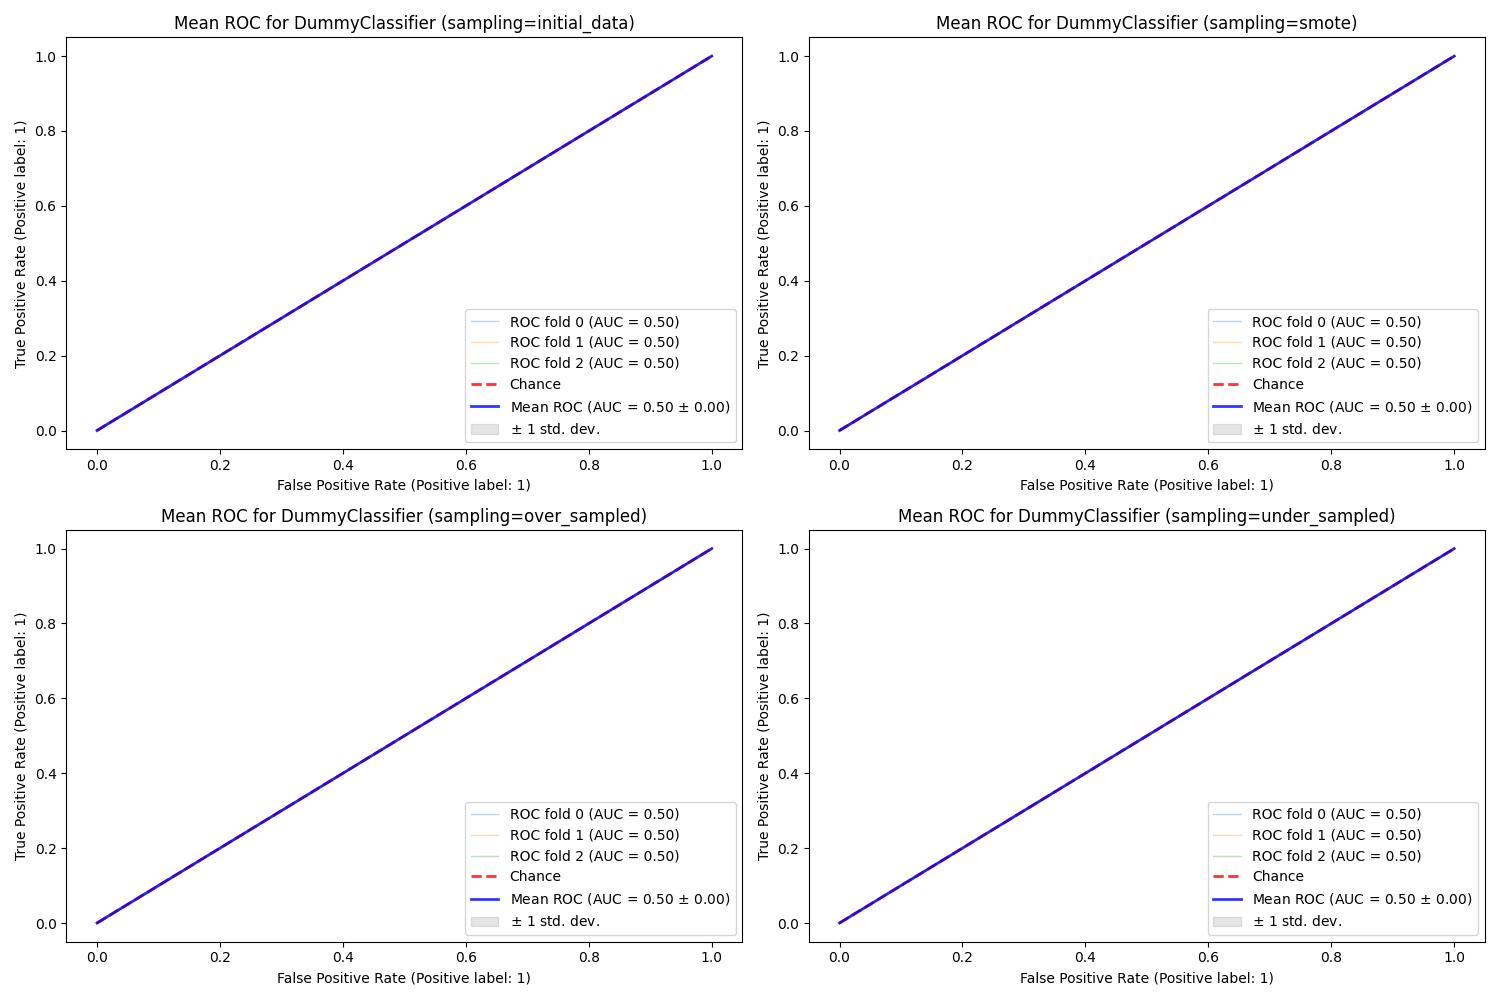 Mean ROC for DummyClassifier (sampling=initial_data)
True Positive Rate (Positive label: 1)
1.0
0.8
0.6
0.4
0.2
0.0
ROC fold 0 (AUC = 0.50)
ROC fold 1 (AUC = 0.50)
ROC fold 2 (AUC = 0.50)
Chance
Mean ROC (AUC = 0.50 ± 0.00)
± 1 std. dev.
0.0 0.2 0.4 0.6 0.8 1.0
False Positive Rate (Positive label: 1)
Mean ROC for DummyClassifier (sampling=smote)
True Positive Rate (Positive label: 1)
1.0
0.8
0.6
0.4
0.2
0.0
ROC fold 0 (AUC = 0.50)
ROC fold 1 (AUC = 0.50)
ROC fold 2 (AUC = 0.50)
Chance
Mean ROC (AUC = 0.50 ± 0.00)
± 1 std. dev.
0.0 0.2 0.4 0.6 0.8 1.0
False Positive Rate (Positive label: 1)
Mean ROC for DummyClassifier (sampling=over_sampled)
True Positive Rate (Positive label: 1)
1.0
0.8
0.6
0.4
0.2
0.0
ROC fold 0 (AUC = 0.50)
ROC fold 1 (AUC = 0.50)
ROC fold 2 (AUC = 0.50)
Chance
Mean ROC (AUC = 0.50 ± 0.00)
± 1 std. dev.
0.0 0.2 0.4 0.6 0.8 1.0
False Positive Rate (Positive label: 1)
Mean ROC for DummyClassifier (sampling=under_sampled)
True Positive Rate (Positive label: 1)
1.0
0.8
0.6
0.4
0.2
0.0
ROC fold 0 (AUC = 0.50)
ROC fold 1 (AUC = 0.50)
ROC fold 2 (AUC = 0.50)
Chance
Mean ROC (AUC = 0.50 ± 0.00)
± 1 std. dev.
0.0 0.2 0.4 0.6 0.8 1.0
False Positive Rate (Positive label: 1)